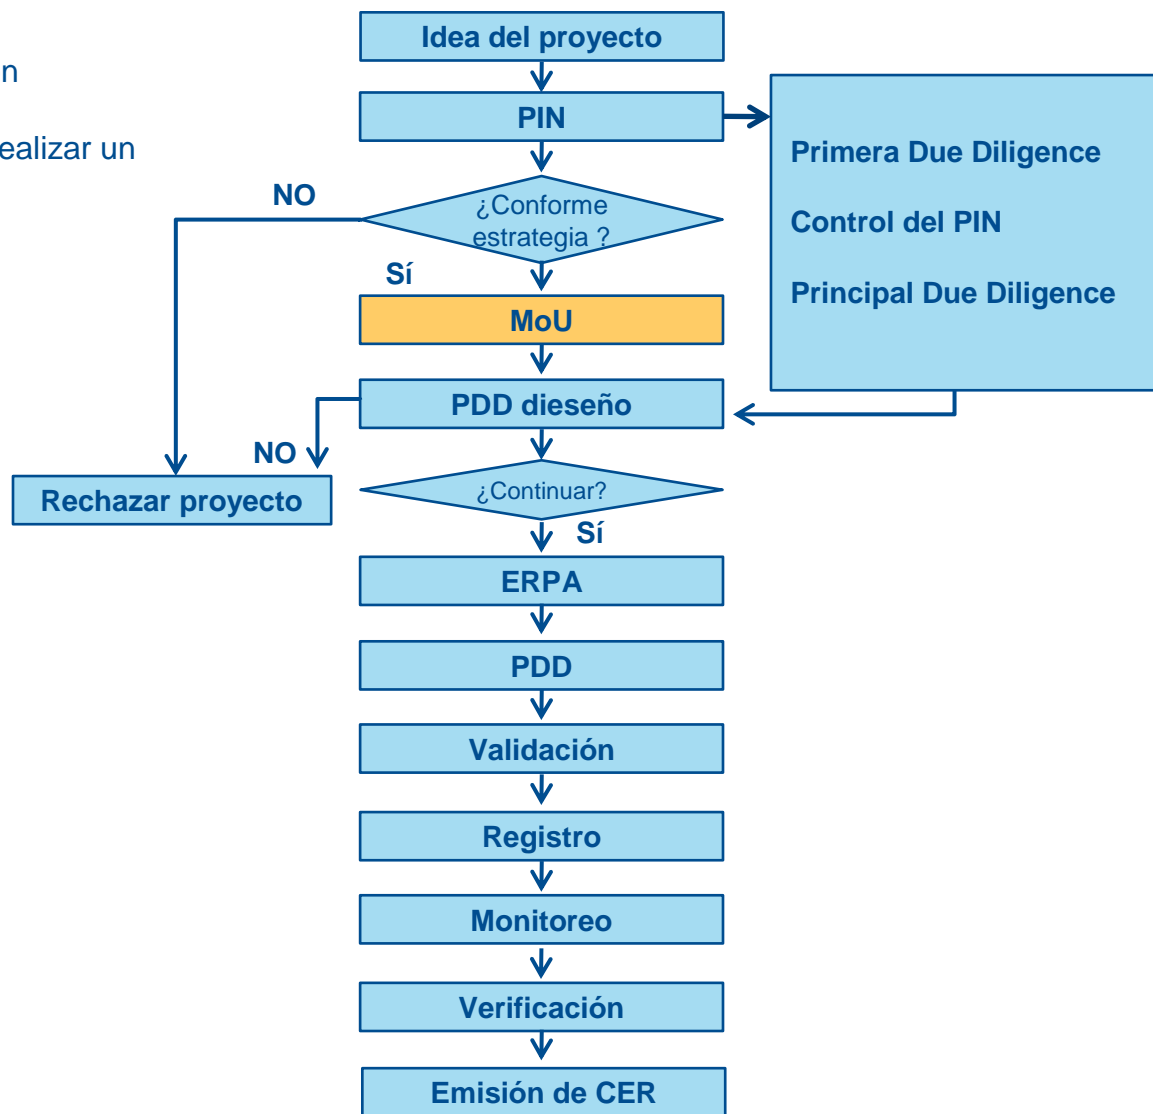 n
ealizar un
Idea del proyecto
PIN
Primera Due Diligence
Control del PIN
Principal Due Diligence
NO
¿Conforme
estrategia ?
Sí
MoU
PDD dieseño
NO
Rechazar proyecto
¿Continuar?
Sí
ERPA
PDD
Validación
Registro
Monitoreo
Verificación
Emisión de CER